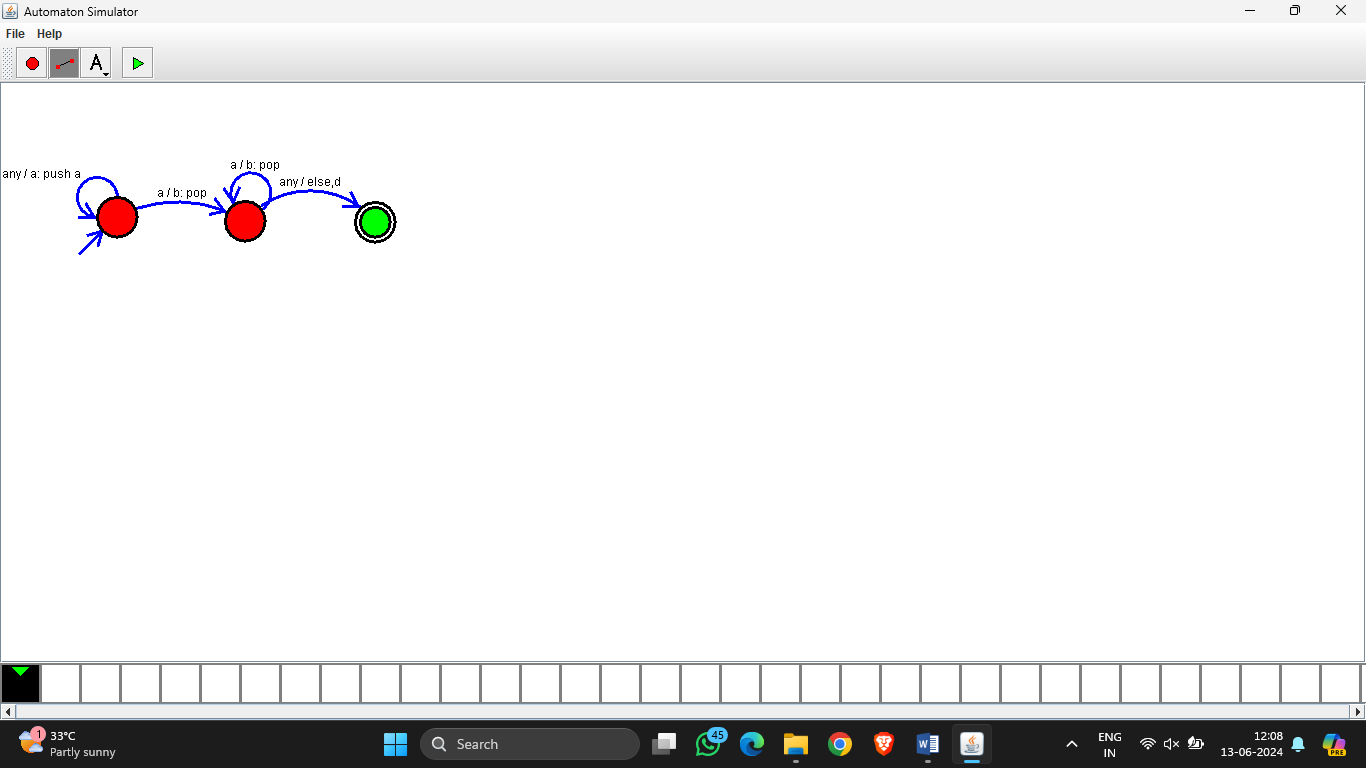 Automaton Simulator
File Help
A
a / b: pop
any / a: push a
any / else,d
a / b: pop
1
33°C
Partly sunny
Search
45
ENG
IN
12:08
13-06-2024
PRE